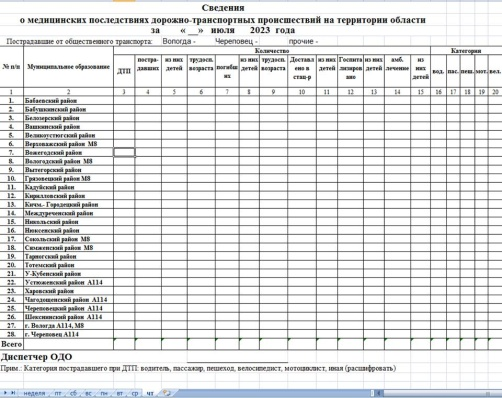 Сведения
о медицинских последствиях дорожно-транспортных происшествий на территории области
за « __» июля 2023 года
Пострадавшие от общественного транспорта: Вологда - Череповец - прочие -
№ п/п Муниципальное образование Количество Категория
ДТП постра-давших из них детей трудосп. возраста погибш их из них детей трудосп. возраста Доставл ено в стац-р из них детей Госпита лизиров ано из них детей амб. лечение из них детей вод. пас. пеш. мот. вел.
1 2 3 4 5 6 7 8 9 10 11 12 13 14 15 16 17 18 19 20
1. Бабаевский район
2. Бабушкинский район
3. Белозерский район
4. Вашкинский район
5. Великоустюгский район
6. Верховажский район М8
7. Вожегодский район
8. Вологодский район М8
9. Вытегорский район
10. Грязовецкий район М8
11. Кадуйский район
12. Кирилловский район
13. Кичм.- Городецкий район
14. Междуреченский район
15. Никольский район
16. Нюксенский район
17. Сокольский район М8
18. Сямженский район М8
19. Тарногский район
20. Тотемский район
21. У-Кубенский район
22. Устюженский район А114
23. Харовский район
24. Чагодощенский район А114
25. Череповецкий район А114
26. Шекснинский район А114
27. г. Вологда А114, М8
28. г. Череповец А114
Всего
Диспетчер ОДО
Прим.: Категория пострадавшего при ДТП: водитель, пассажир, пешеход, велосипедист, мотоциклист, иная (расшифровать)
неделя пт сб вс пн вт ср чт